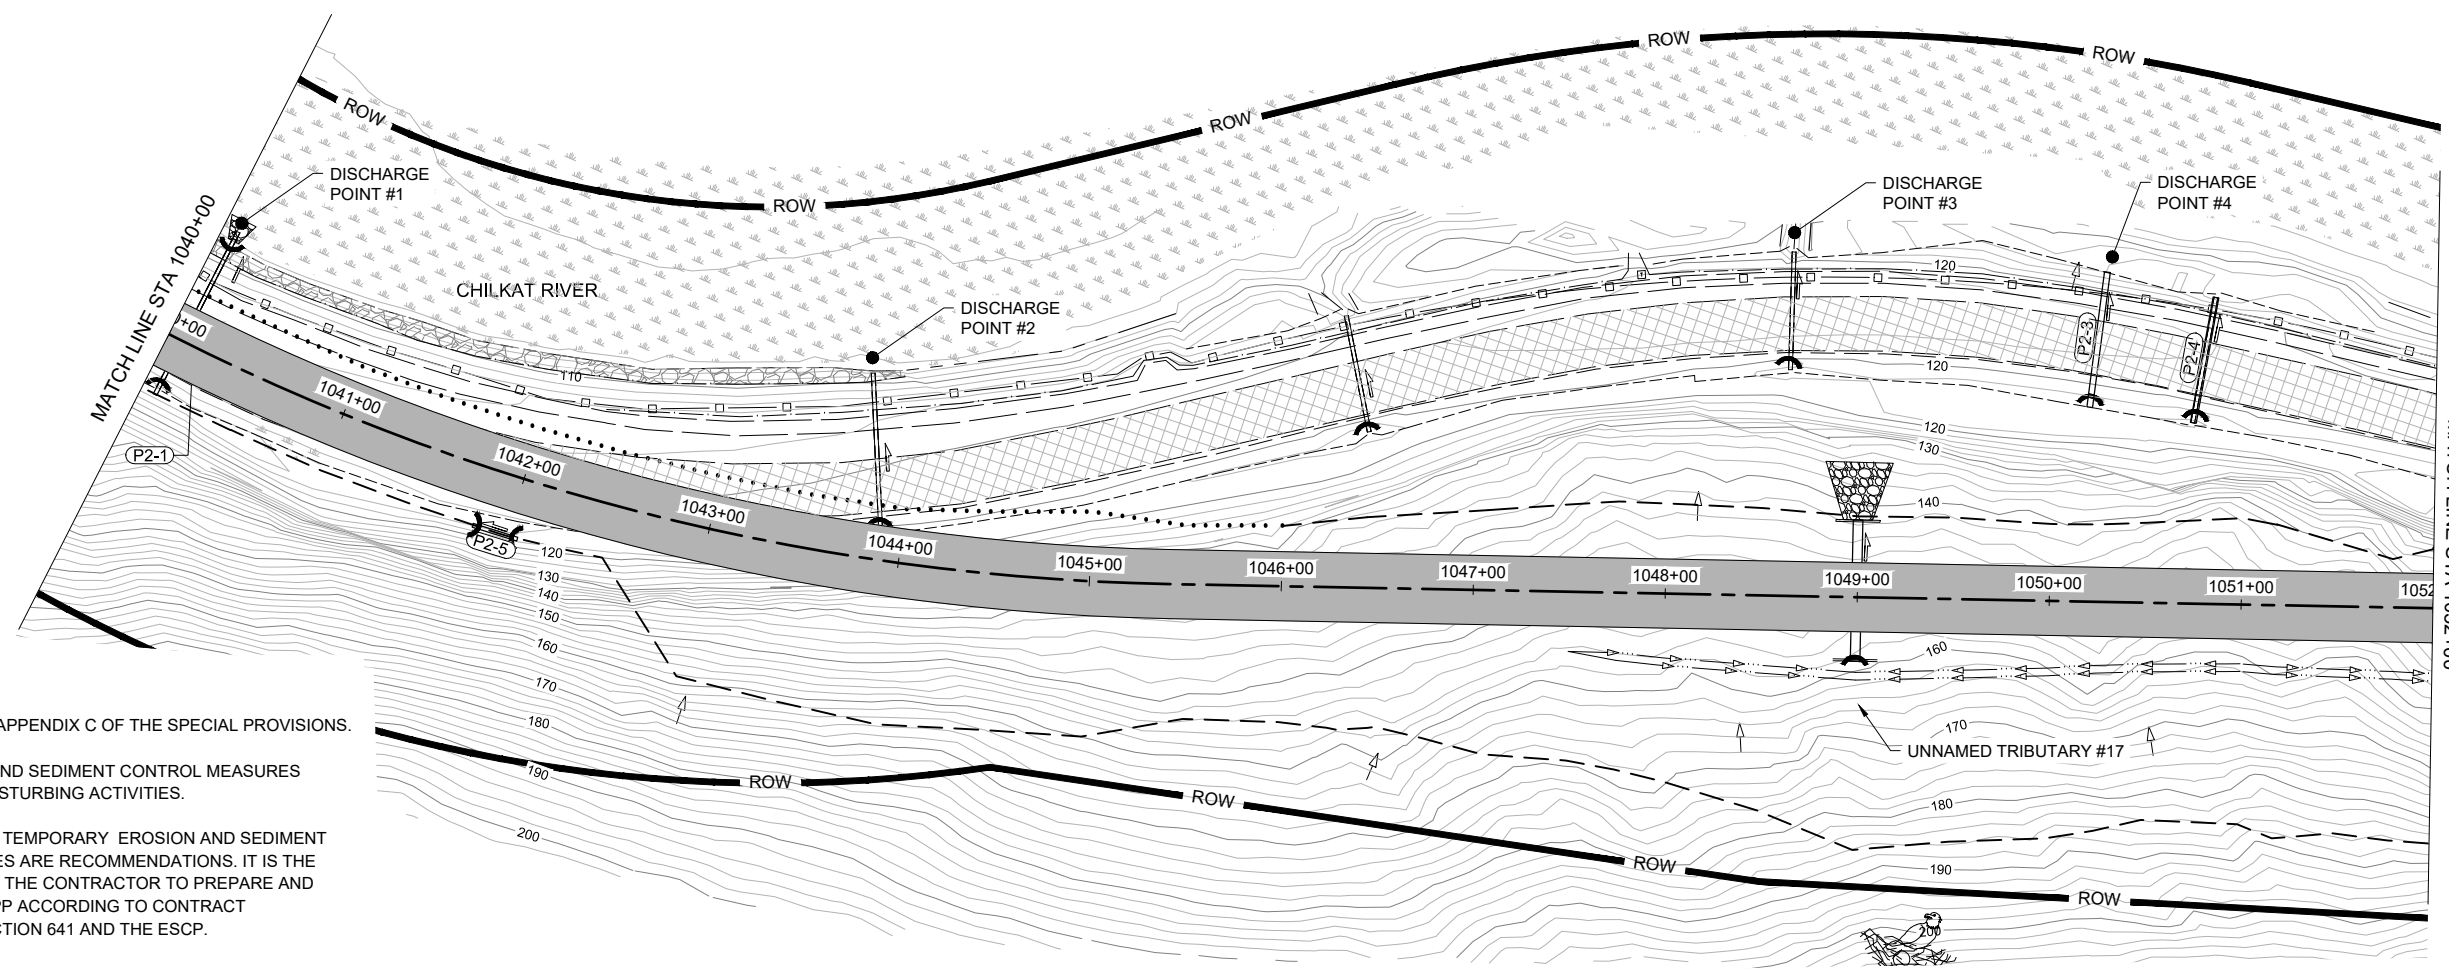 ROW
ROW
ROW
ROW
ROW
DISCHARGE
POINT #1
DISCHARGE
POINT #3
DISCHARGE
POINT #4
MATCH LINE STA 1040+00
CHILKAT RIVER
DISCHARGE
POINT #2
120
110
0+00
P2-3
P2-4
120
1041+00
120
130
P2-1
1042+00
1043+00
140
P2-5
120
1044+00
1045+00
1046+00
1047+00
1048+00
1049+00
1050+00
1051+00
1052
130
140
150
160
160
170
180
170
UNNAMED TRIBUTARY #17
190
ROW
ROW
180
200
ROW
190
ROW
200
APPENDIX C OF THE SPECIAL PROVISIONS.
ND SEDIMENT CONTROL MEASURES
STURBING ACTIVITIES.
TEMPORARY EROSION AND SEDIMENT
ES ARE RECOMMENDATIONS. IT IS THE
THE CONTRACTOR TO PREPARE AND
PP ACCORDING TO CONTRACT
CTION 641 AND THE ESCP.